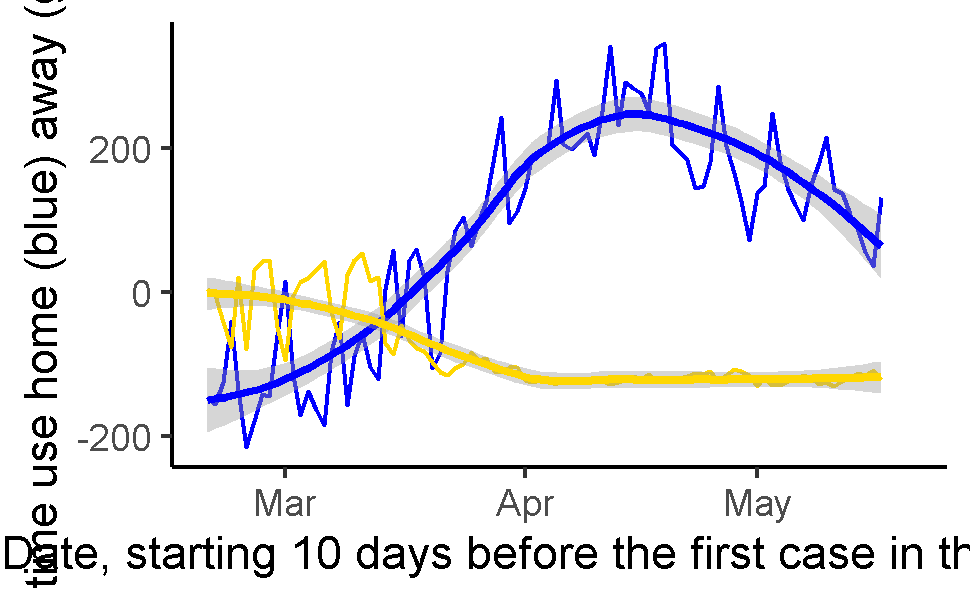 time use home (blue) away (
200
0
-200
Mar Apr May
Date, starting 10 days before the first case in th